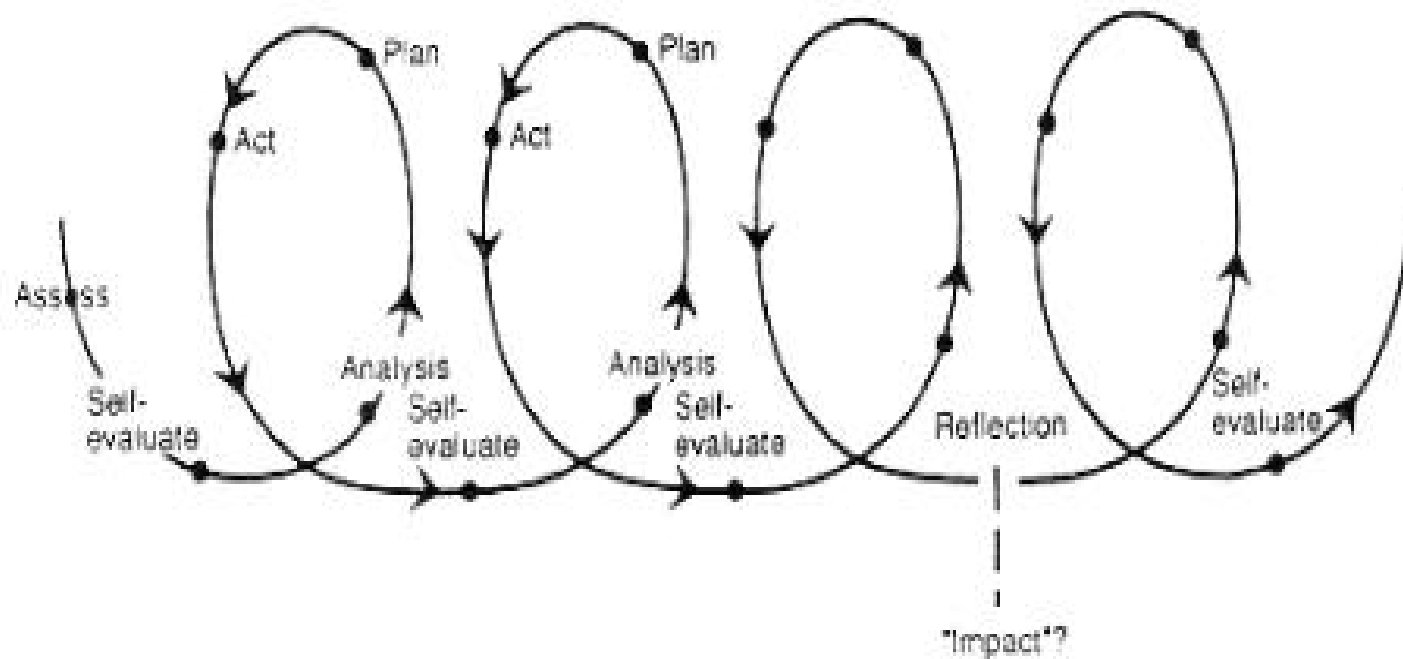 Plan
Plan
Act
Act
Assess
Analysis
Analysis
Self-
evaluate
Self-
evaluate
Self-
evaluate
Reflection
Self-
evaluate
"Impact"?